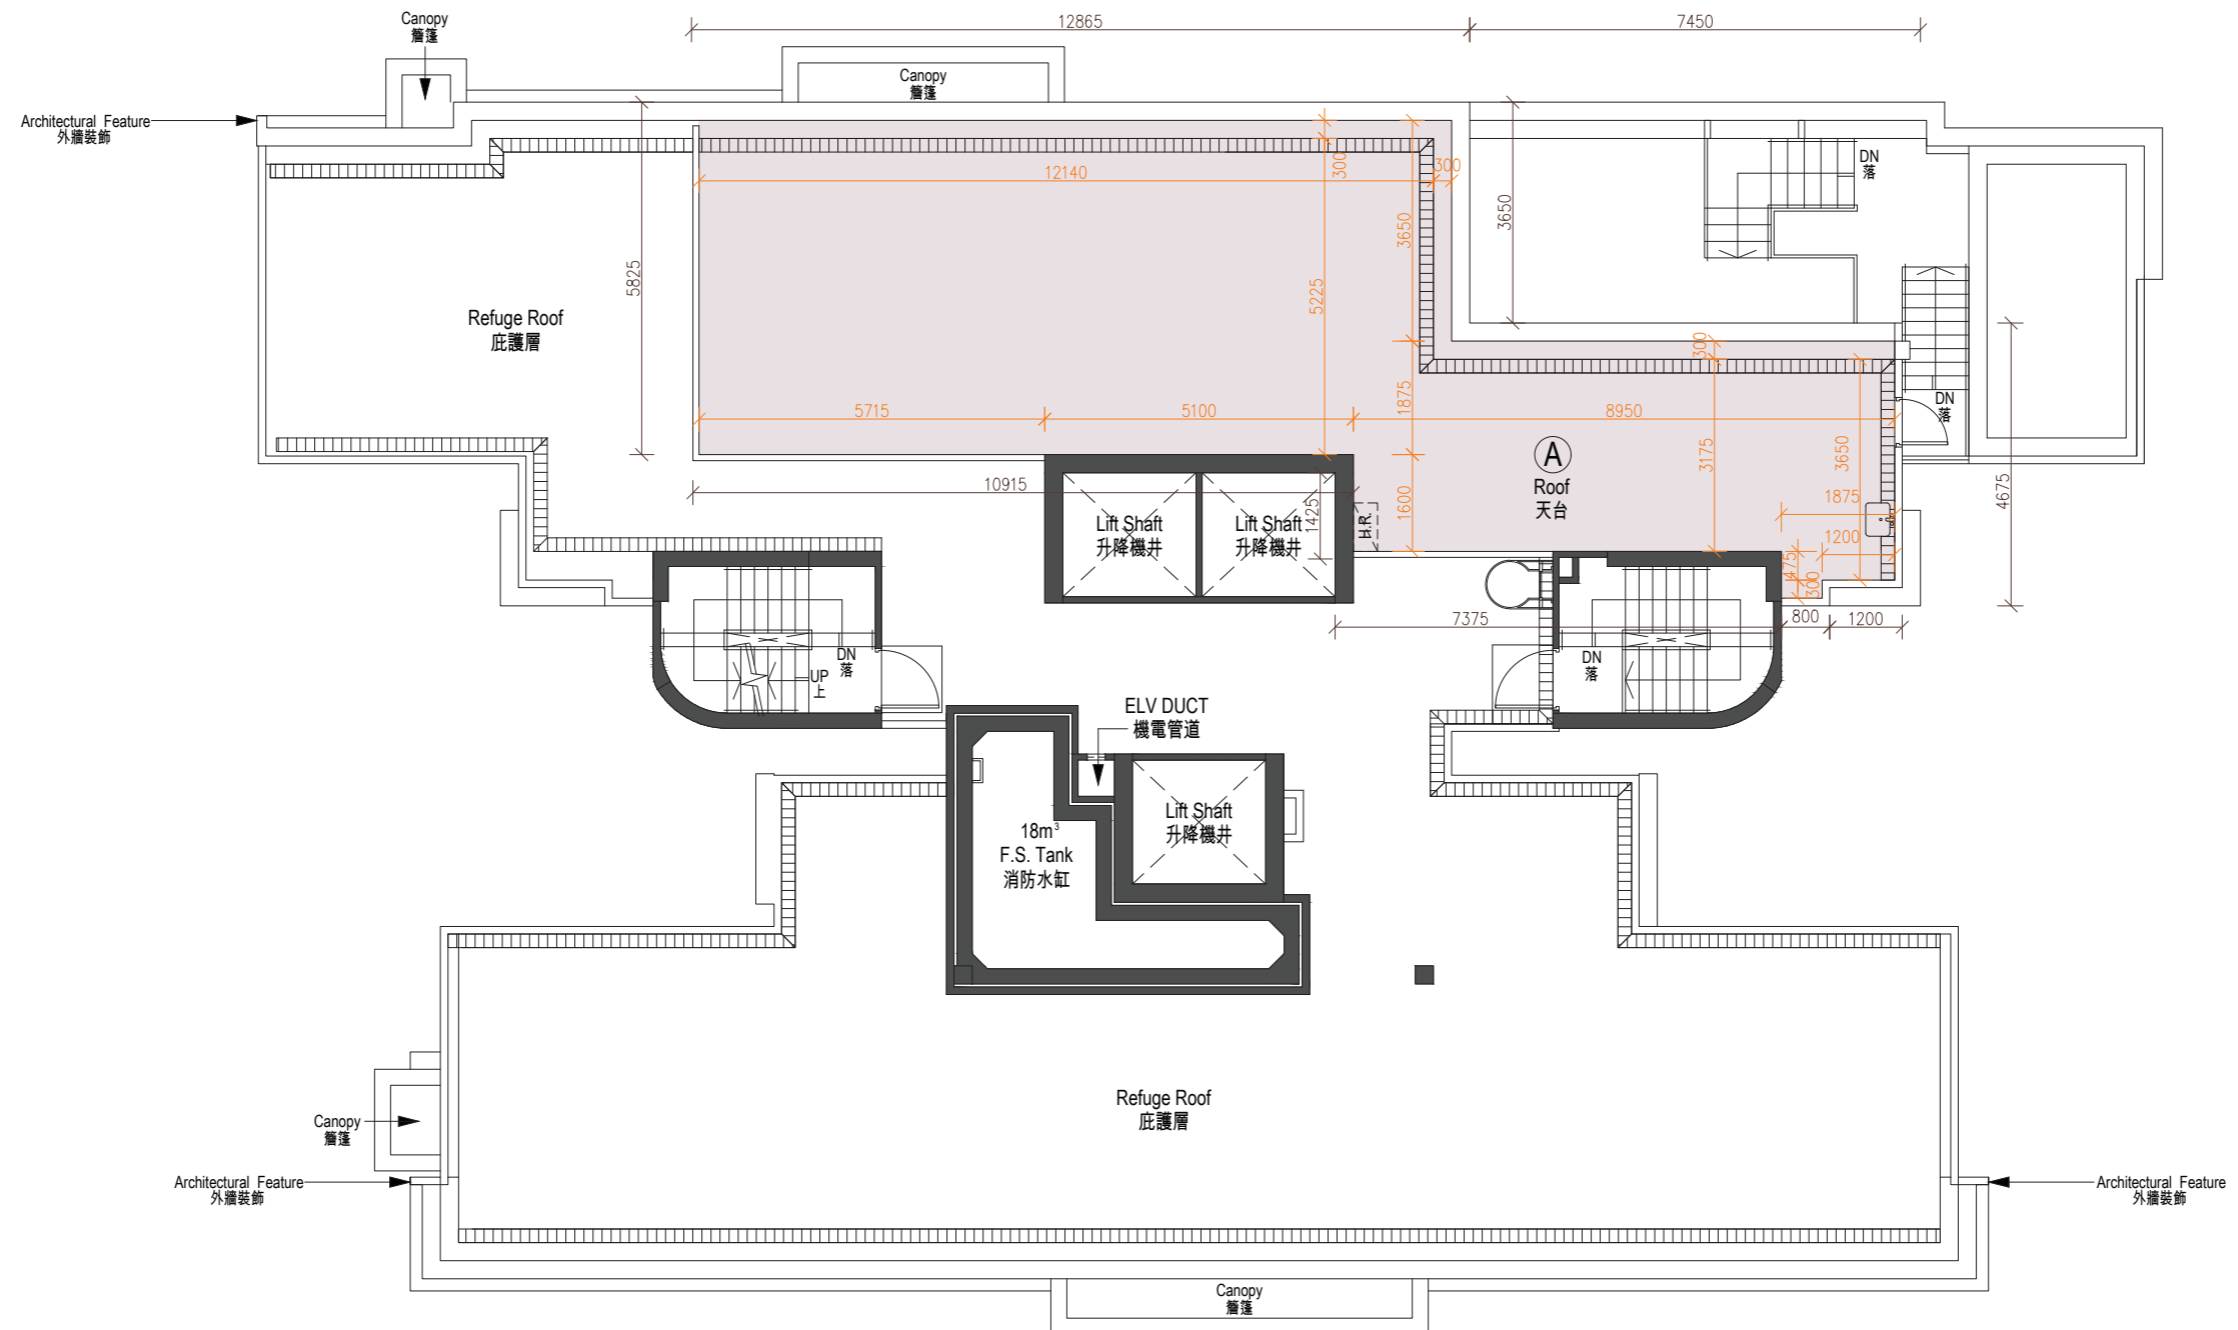 12865
7450
Canopy
簷篷
Canopy
簷篷
Architectural Feature
外牆裝飾
DN
落
300
300
12140
3650
3650
5825
5225
Refuge Roof
庇護層
300
1875
3175
3650
DN
落
5715
5100
8950
A
Roof
天台
4675
10915
1425
1600
H.R.
1875
Lift Shaft
升降機井
Lift Shaft
升降機井
1200
475
300
7375
800
1200
DN
落
UP
上
DN
落
ELV DUCT
機電管道
Lift Shaft
升降機井
18m³
F.S. Tank
消防水缸
Refuge Roof
庇護層
Canopy
簷篷
Architectural Feature
外牆裝飾
Architectural Feature
外牆裝飾
Canopy
簷篷